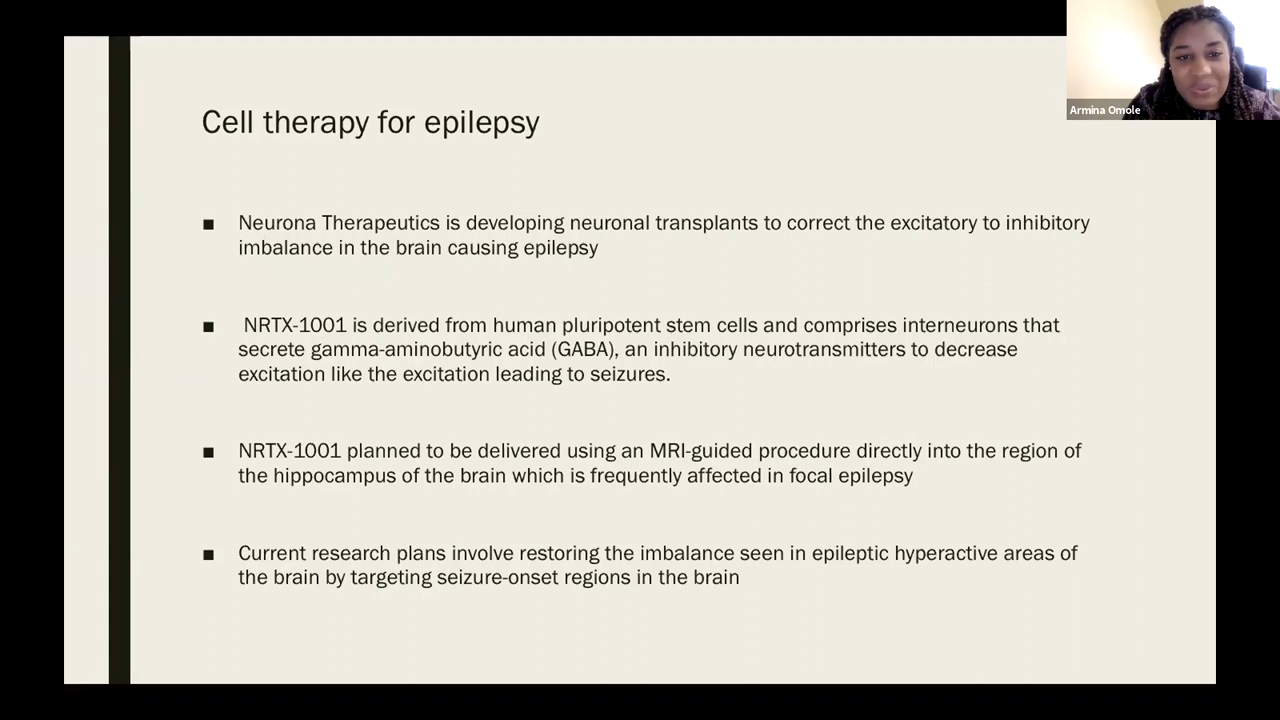 Armina Omole
Cell therapy for epilepsy
■ Neurona Therapeutics is developing neuronal transplants to correct the excitatory to inhibitory
imbalance in the brain causing epilepsy
■ NRTX-1001 is derived from human pluripotent stem cells and comprises interneurons that
secrete gamma-aminobutyric acid (GABA), an inhibitory neurotransmitters to decrease
excitation like the excitation leading to seizures.
■ NRTX-1001 planned to be delivered using an MRI-guided procedure directly into the region of
the hippocampus of the brain which is frequently affected in focal epilepsy
■ Current research plans involve restoring the imbalance seen in epileptic hyperactive areas of
the brain by targeting seizure-onset regions in the brain